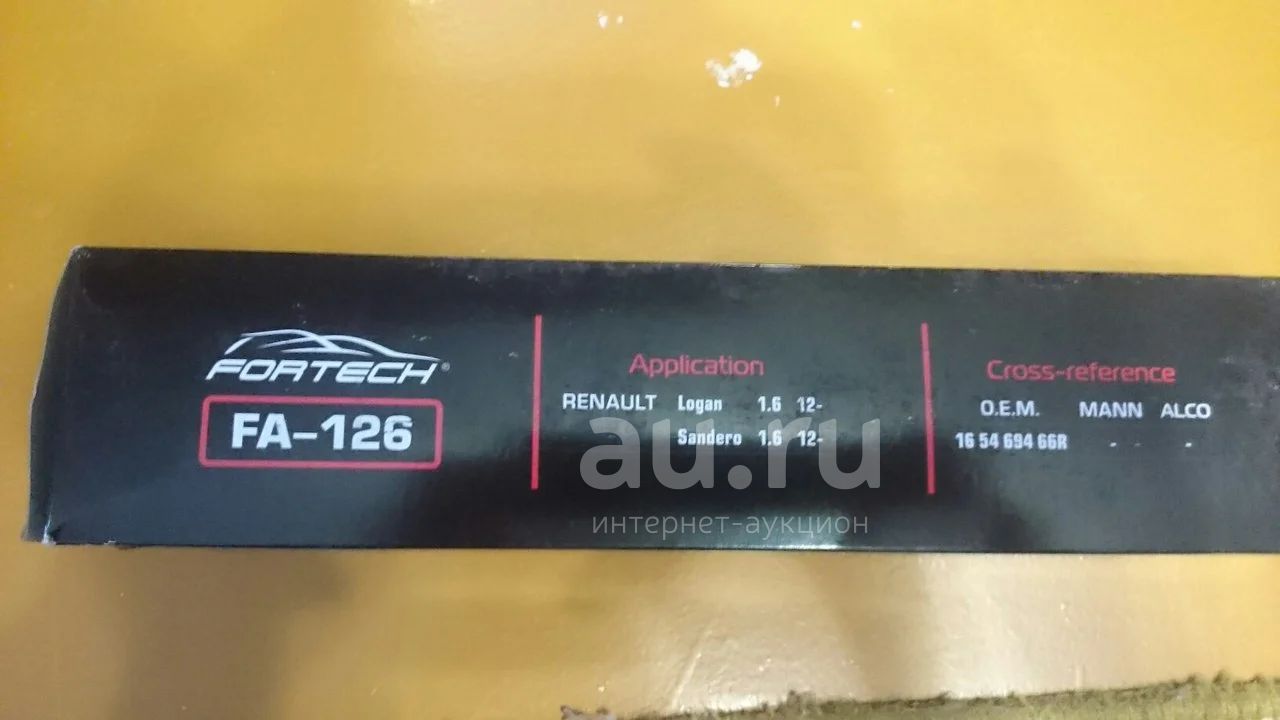 FORTECH®
FA-126
Application
RENAULT Logan 1.6 12-
Sandero 1.6 12-
Cross-reference
O.E.M. MANN ALCO
16 54 694 66R - - -
au.ru
интернет-аукцион